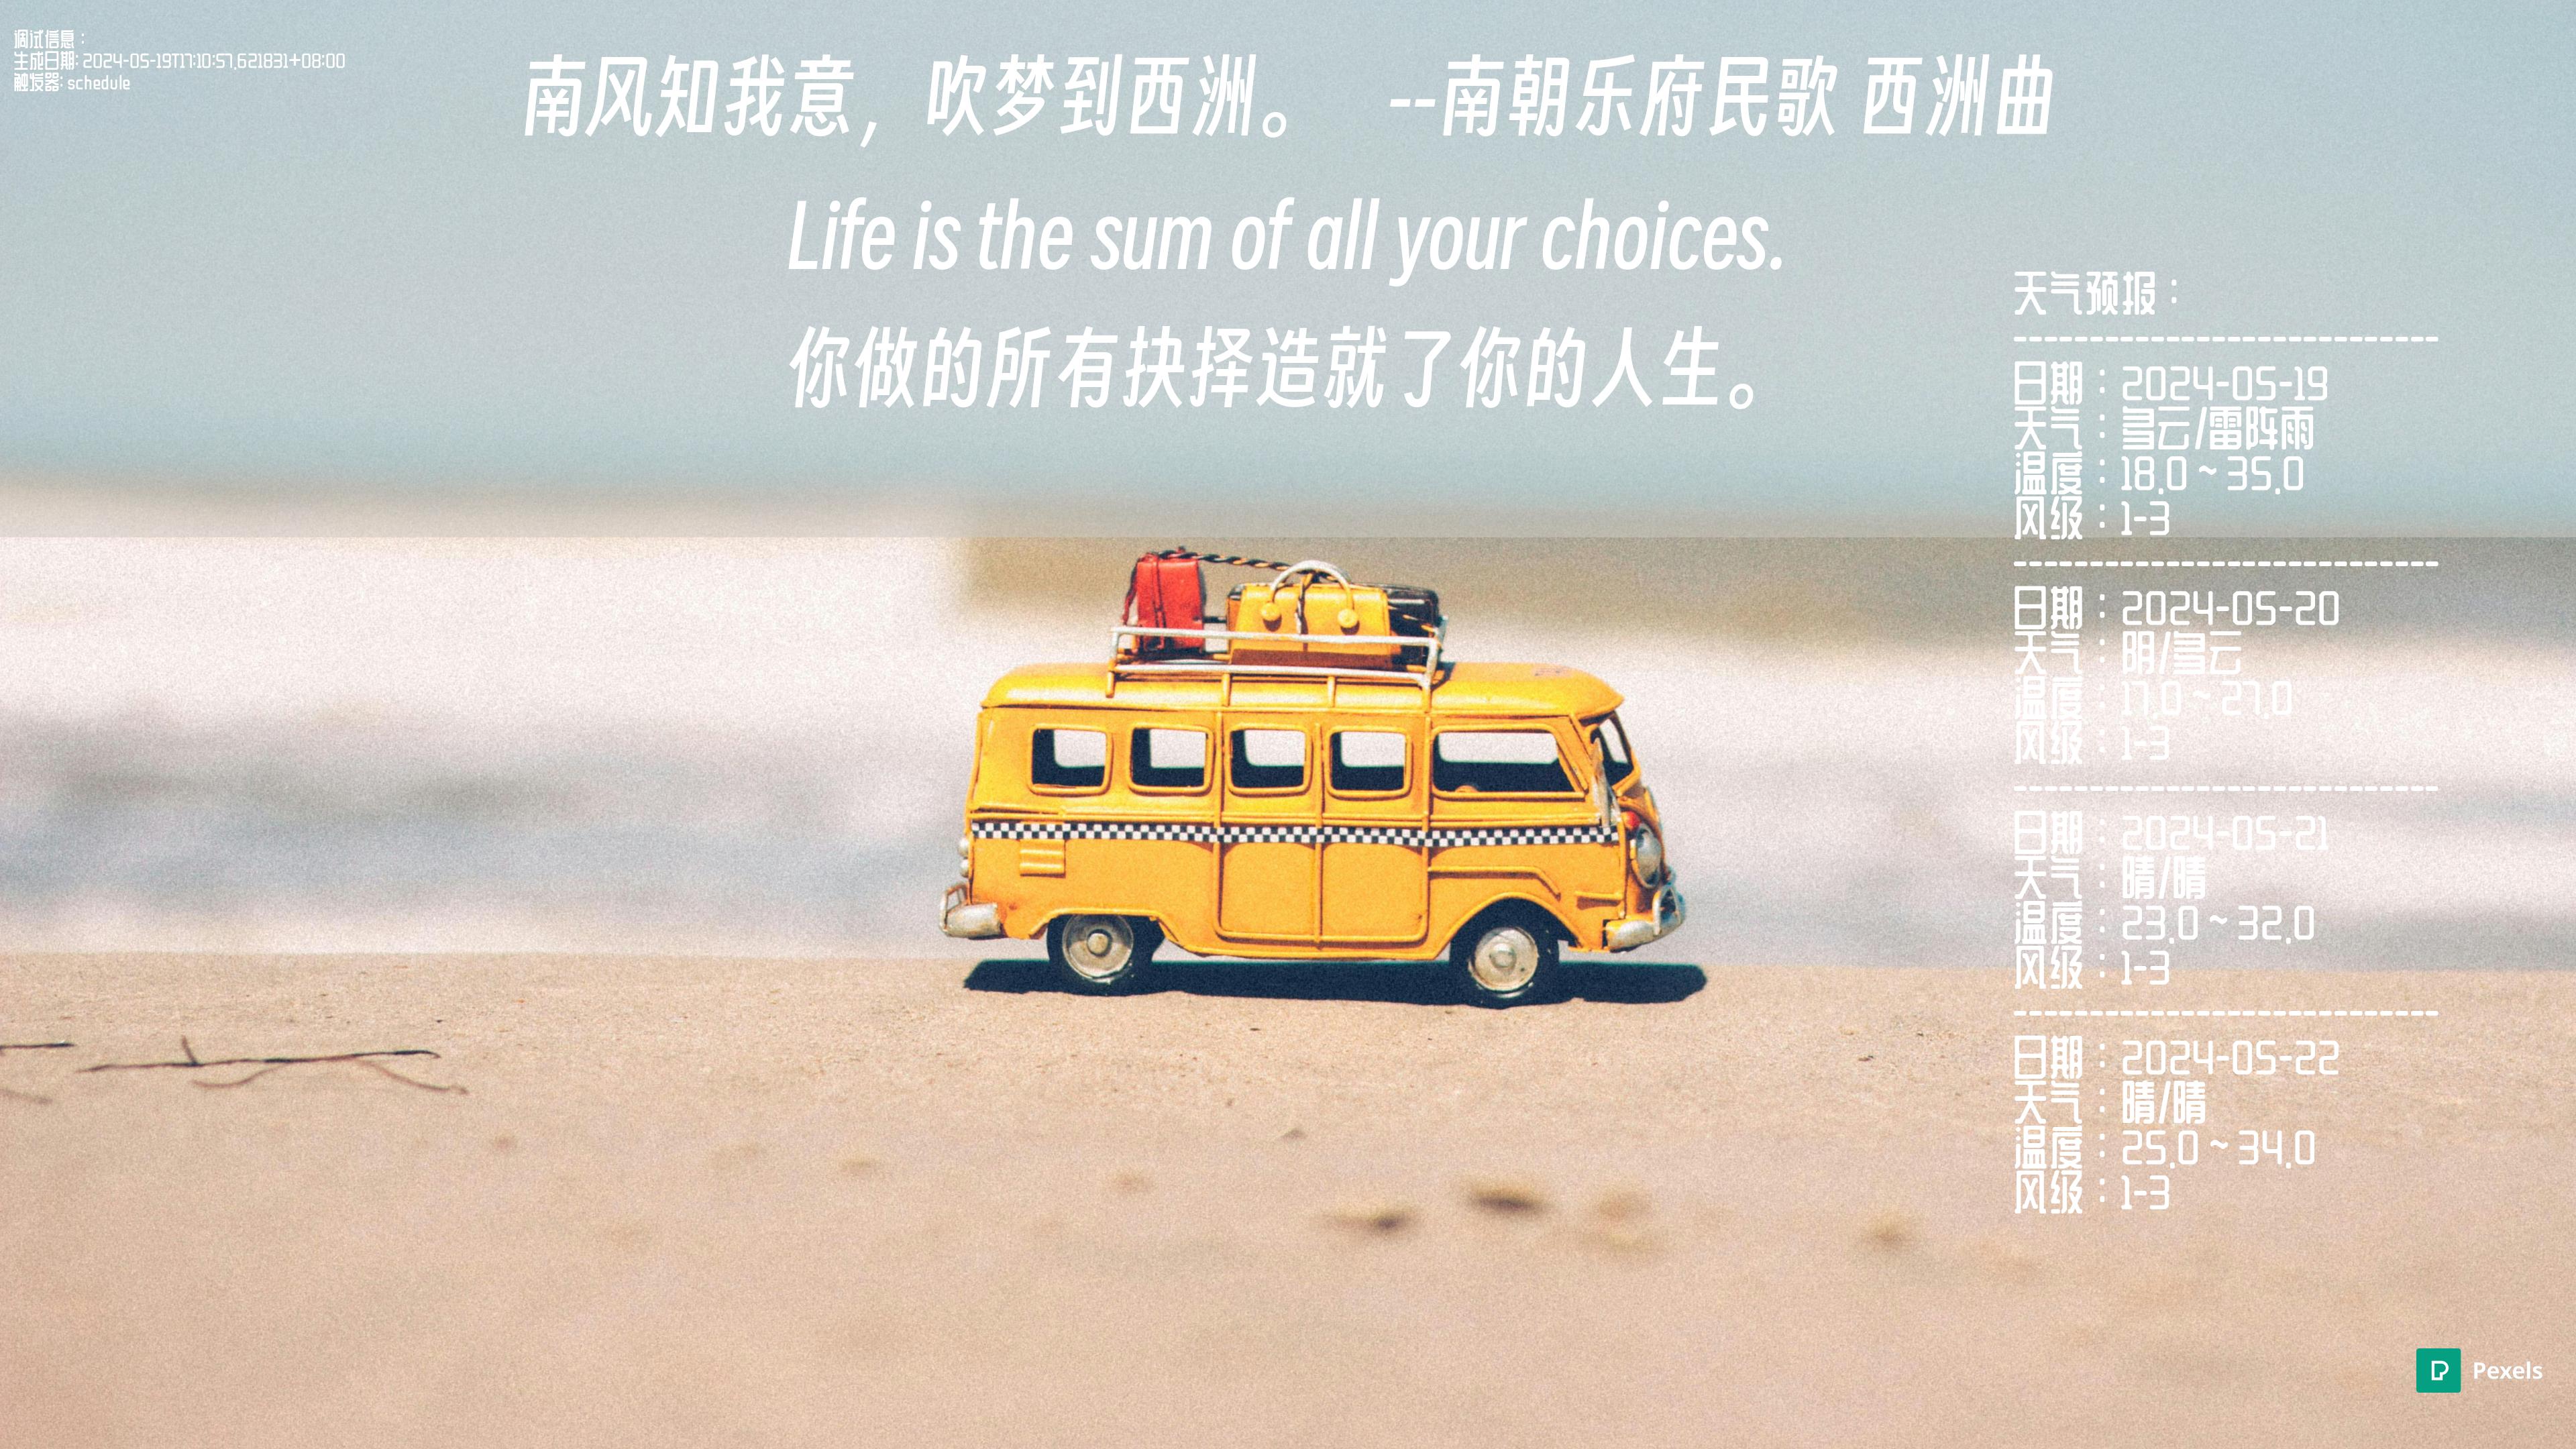 调试信息：
生成日期: 2024-05-19T17:10:57.621831+08:00
触发器: schedule
南风知我意，吹梦到西洲。 --南朝乐府民歌 西洲曲
Life is the sum of all your choices.
你做的所有抉择造就了你的人生。
天气预报：
----------------------------
日期：2024-05-19
天气：多云/雷阵雨
温度：18.0 ~ 35.0
风级：1-3
----------------------------
日期：2024-05-20
天气：阴/多云
温度：17.0 ~ 27.0
风级：1-3
----------------------------
日期：2024-05-21
天气：晴/晴
温度：23.0 ~ 32.0
风级：1-3
----------------------------
日期：2024-05-22
天气：晴/晴
温度：25.0 ~ 34.0
风级：1-3
Pexels